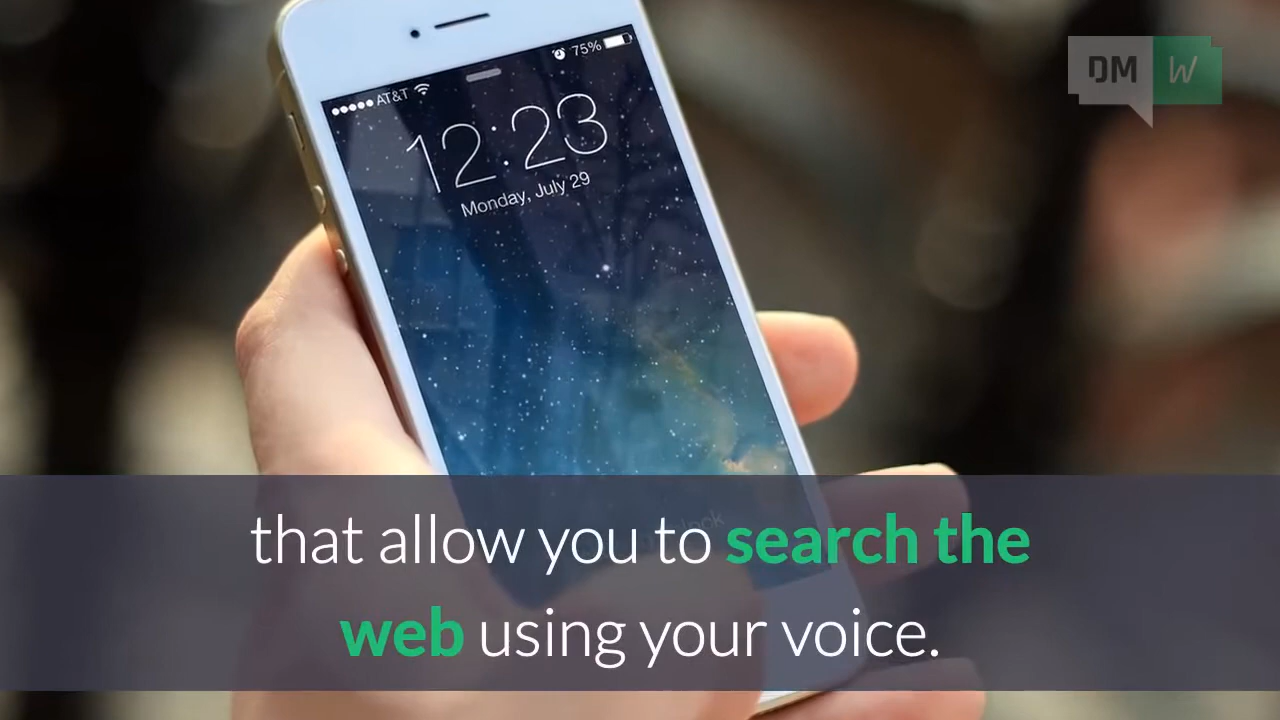 DM W
AT&T 75%
12:23
Monday, July 29
that allow you to search the
web using your voice.